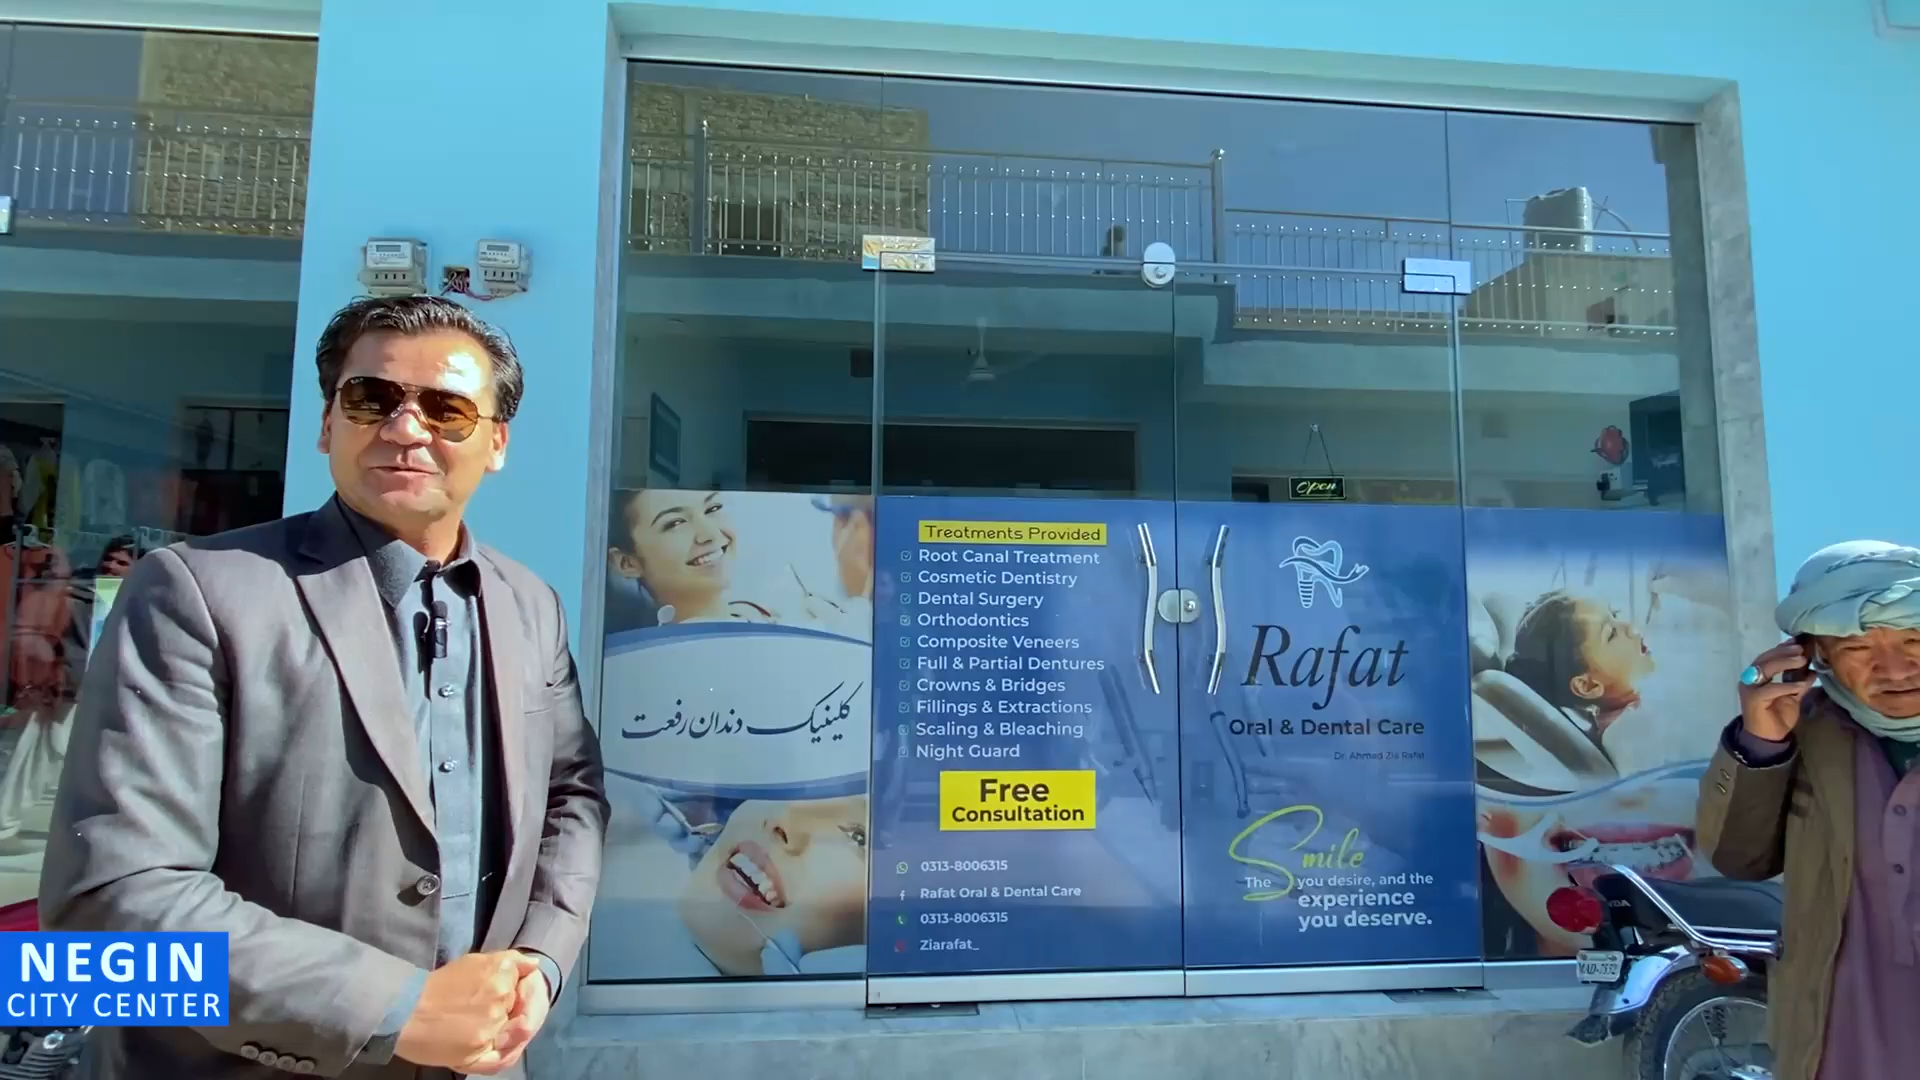 کلینیک دندان رفعت
Treatments Provided
Root Canal Treatment
Cosmetic Dentistry
Dental Surgery
Orthodontics
Composite Veneers
Full & Partial Dentures
Crowns & Bridges
Fillings & Extractions
Scaling & Bleaching
Night Guard
Free
Consultation
0313-8006315
Rafat Oral & Dental Care
0313-8006315
Ziarafat_
Open
Rafat
Oral & Dental Care
Dr. Ahmad Zia Rafat
The Smile
you desire, and the
experience
you deserve.
NEGIN
CITY CENTER